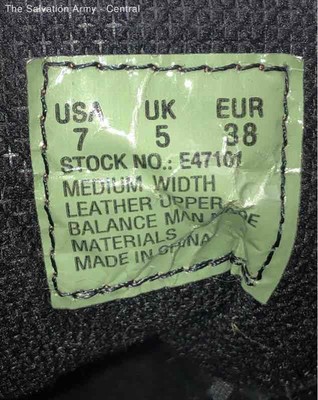 The Salvation Army - Central
USA UK EUR
7 5 38
STOCK NO.: E47101
MEDIUM WIDTH
LEATHER UPPER
BALANCE MAN MADE
MATERIALS
MADE IN CHINA